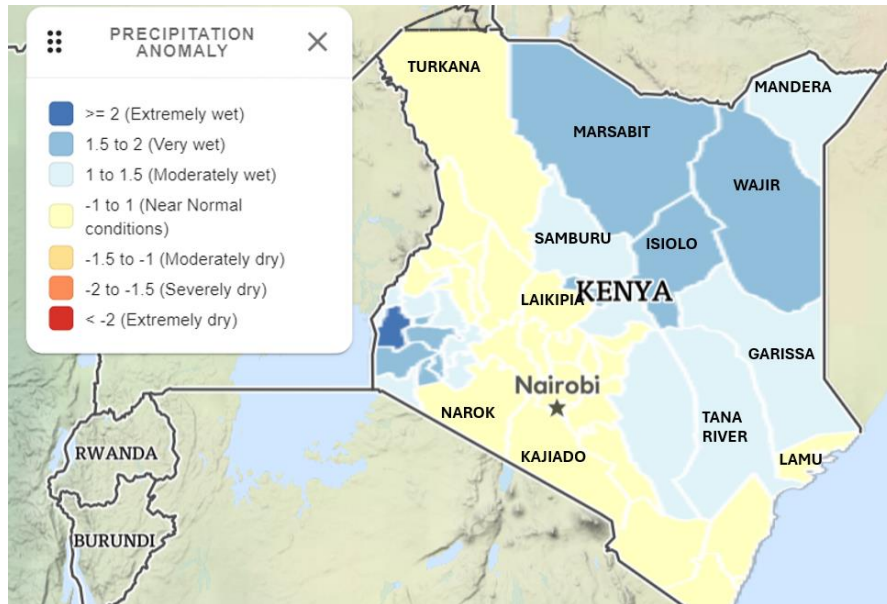 PRECIPITATION
ANOMALY
>= 2 (Extremely wet)
1.5 to 2 (Very wet)
1 to 1.5 (Moderately wet)
-1 to 1 (Near Normal
conditions)
-1.5 to -1 (Moderately dry)
-2 to -1.5 (Severely dry)
< -2 (Extremely dry)
TURKANA
MANDERA
MARSABIT
WAJIR
SAMBURU
ISIOLO
LAIKIPIA
KENYA
GARISSA
Nairobi
NAROK
TANA
RIVER
KAJIADO
LAMU
RWANDA
BURUNDI